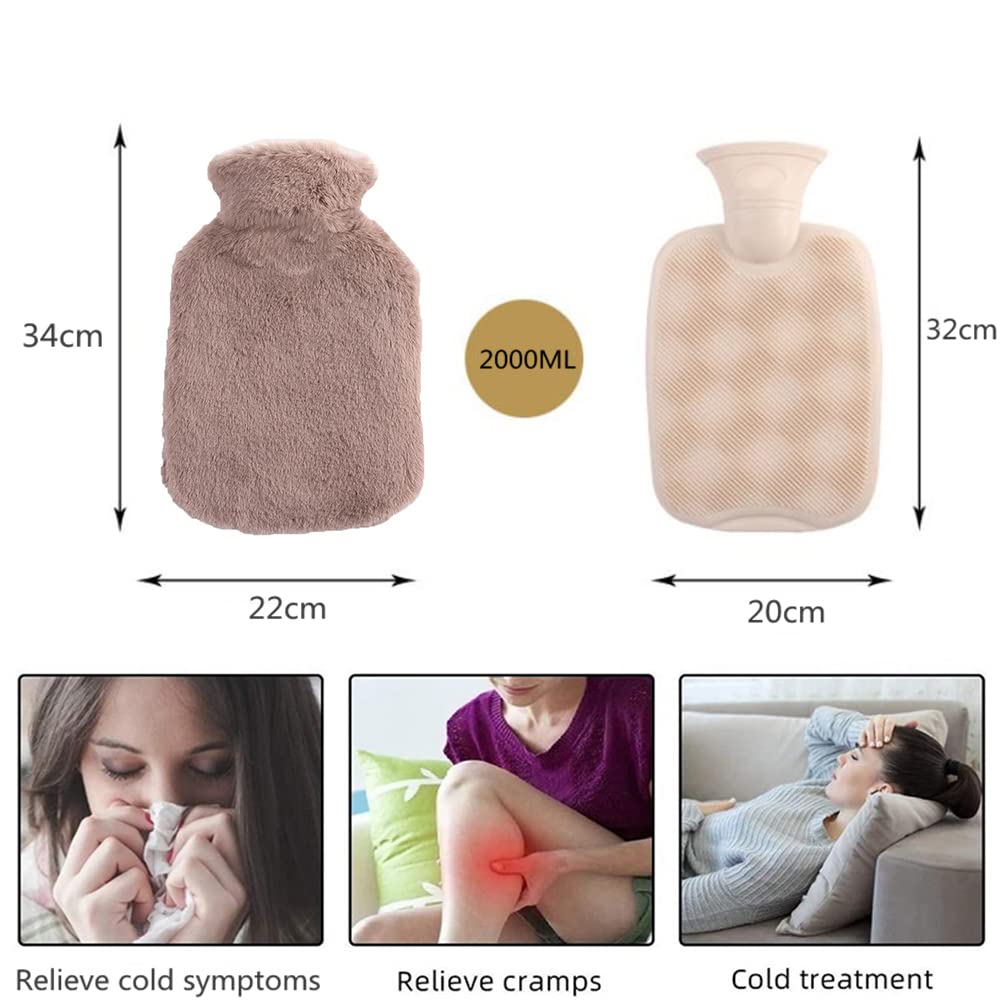 34cm
2000ML
32cm
22cm
20cm
Relieve cold symptoms
Relieve cramps
Cold treatment